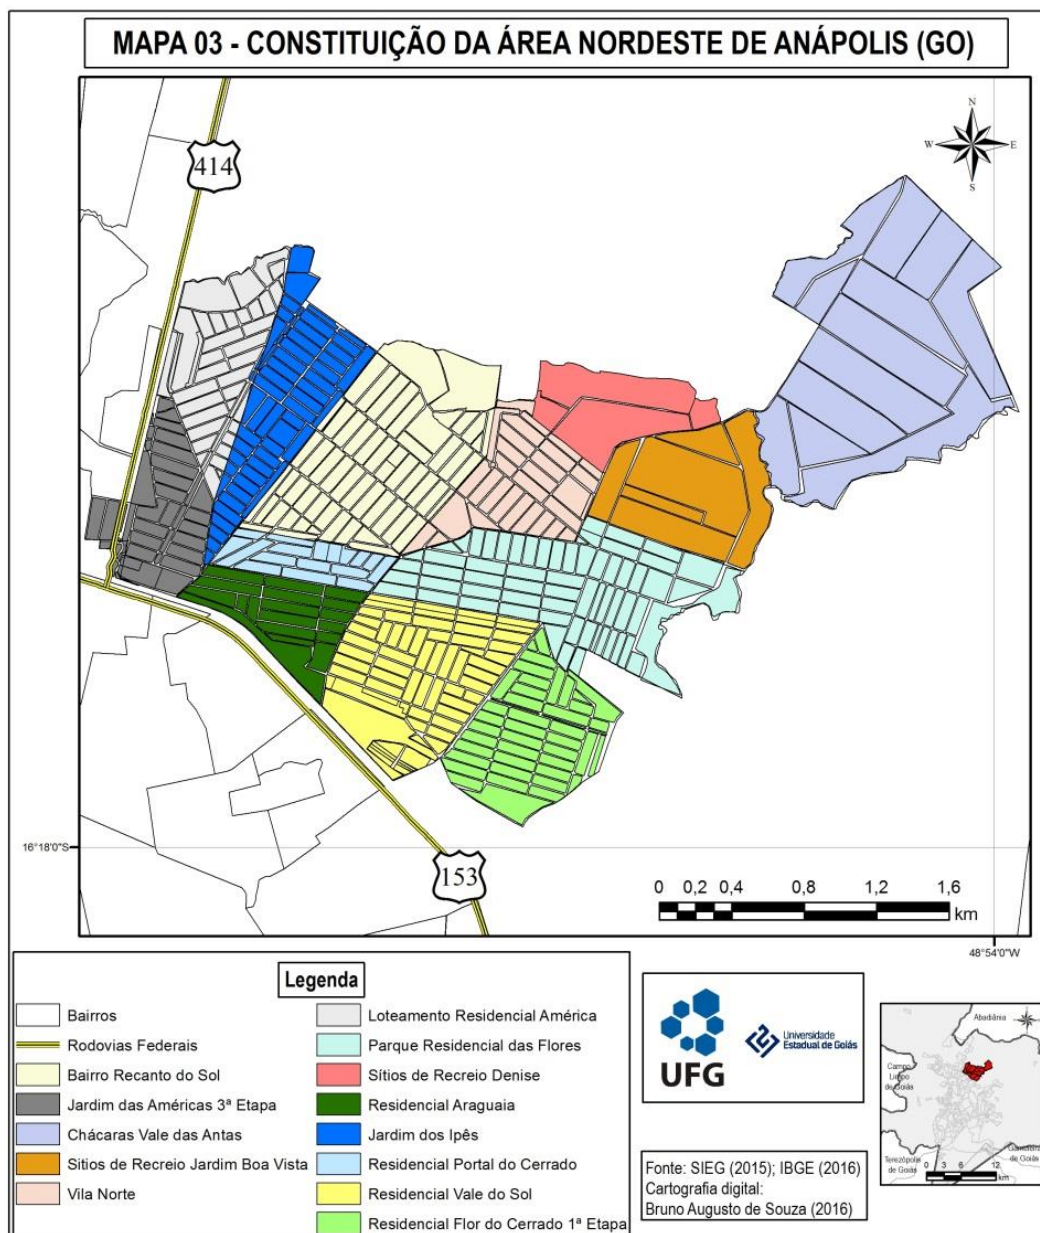 MAPA 03 - CONSTITUIÇÃO DA ÁREA NORDESTE DE ANÁPOLIS (GO)
N
W E
S
414
153
16°18'0"S
0 0,2 0,4 0,8 1,2 1,6
km
48°54'0"W
Legenda
Bairros
Rodovias Federais
Bairro Recanto do Sol
Jardim das Américas 3ª Etapa
Chácaras Vale das Antas
Sitios de Recreio Jardim Boa Vista
Vila Norte
Loteamento Residencial América
Parque Residencial das Flores
Sítios de Recreio Denise
Residencial Araguaia
Jardim dos Ipês
Residencial Portal do Cerrado
Residencial Vale do Sol
Residencial Flor do Cerrado 1ª Etapa
UFG
Universidade
Estadual de Goiás
Fonte: SIEG (2015); IBGE (2016)
Cartografia digital:
Bruno Augusto de Souza (2016)
Abadiânia
Campo
Limpo
de Goiás
Terezópolis
de Goiás
de Goiás
0 3 6 12
km